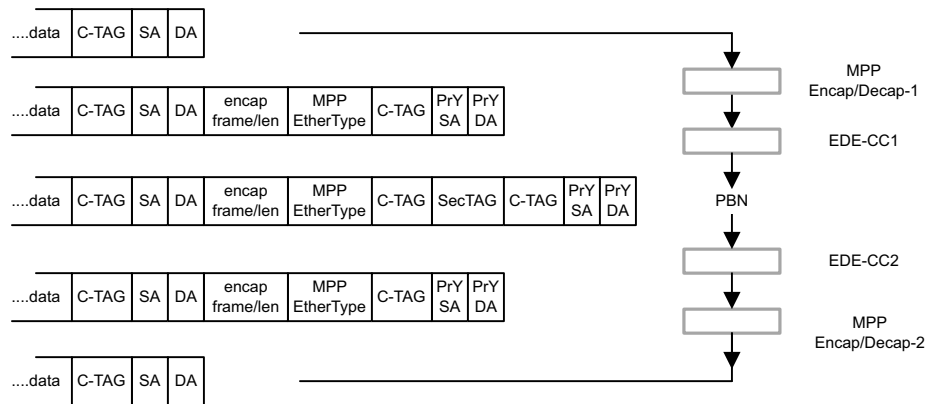 ....data C-TAG SA DA
MPP
Encap/Decap-1
....data C-TAG SA DA encap frame/len MPP EtherType C-TAG PrY SA PrY DA
EDE-CC1
....data C-TAG SA DA encap frame/len MPP EtherType C-TAG SecTAG C-TAG PrY SA PrY DA
PBN
EDE-CC2
....data C-TAG SA DA encap frame/len MPP EtherType C-TAG PrY SA PrY DA
MPP
Encap/Decap-2
....data C-TAG SA DA